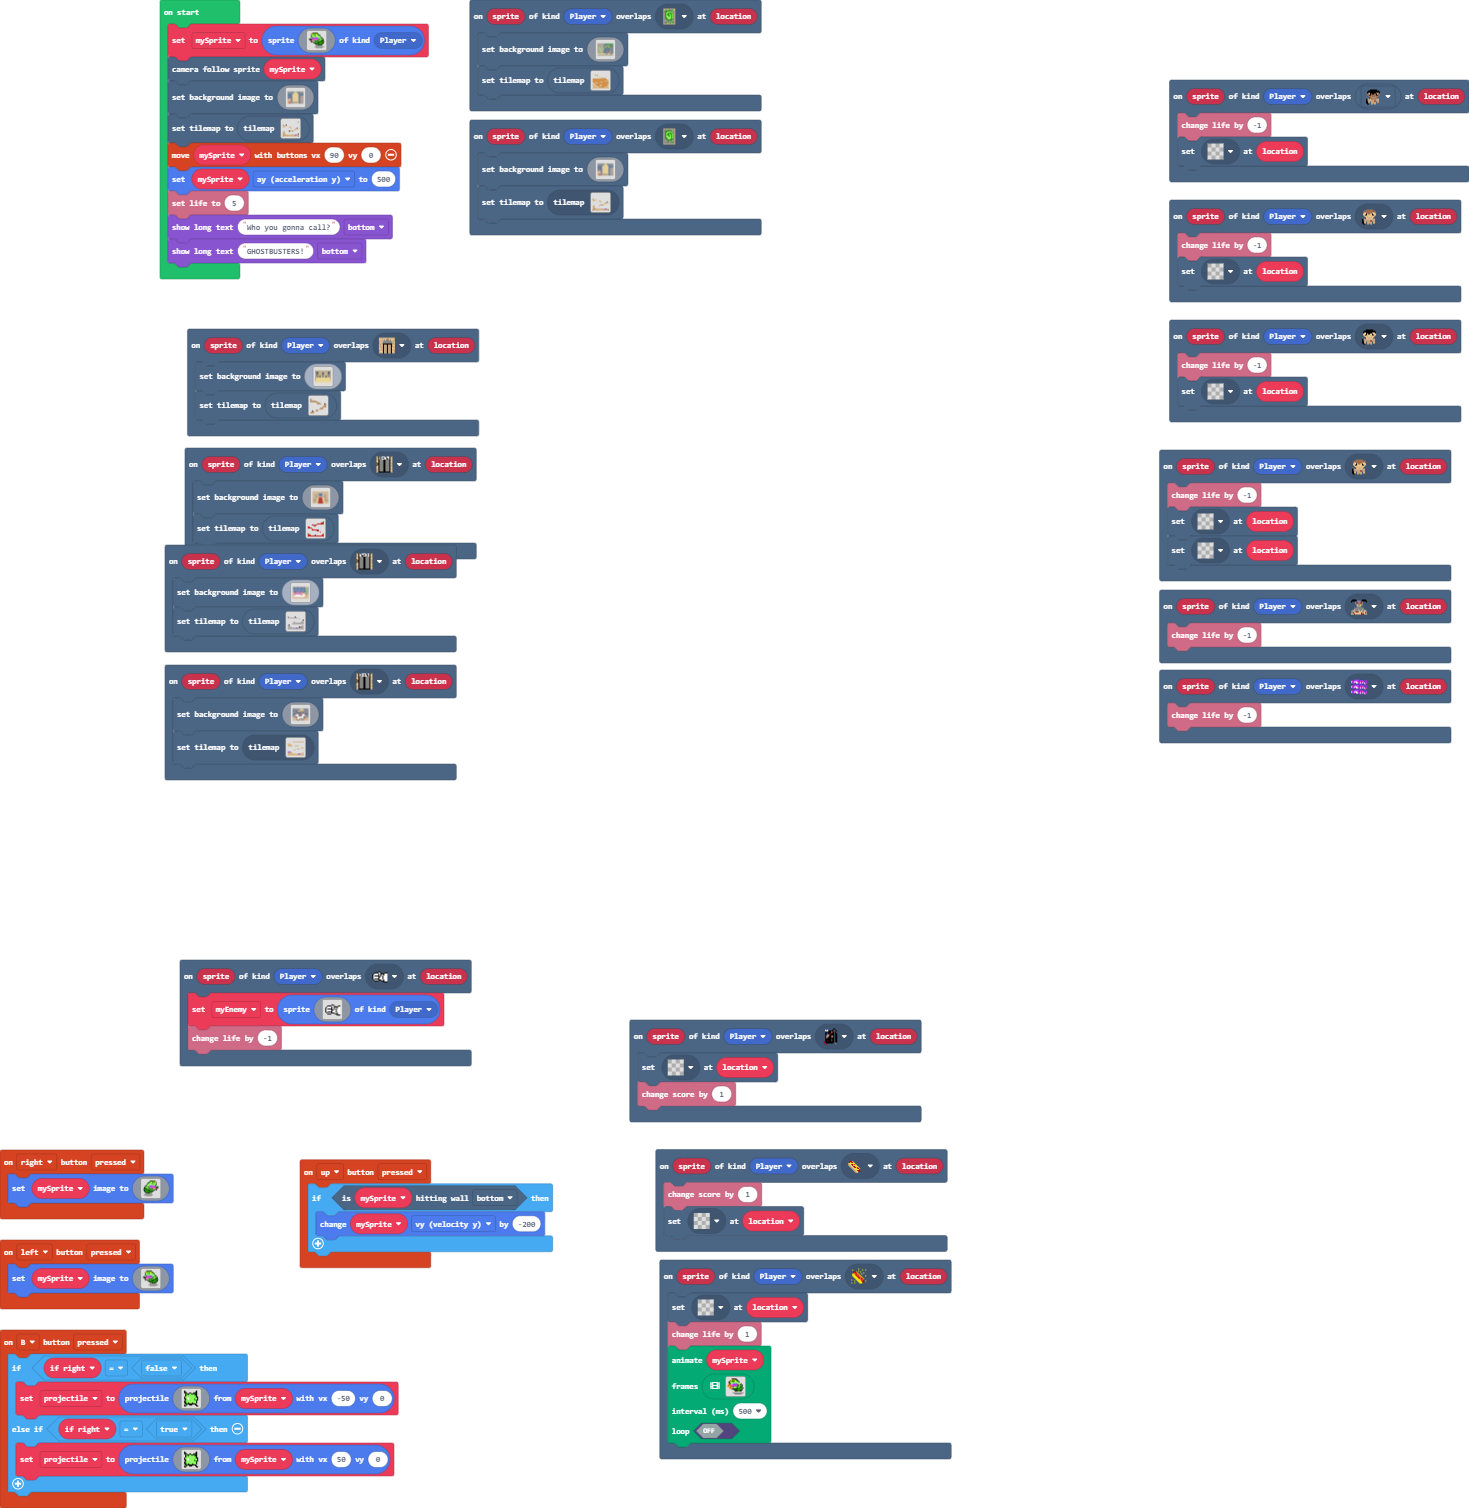 on start
set mySprite to sprite of kind Player
camera follow sprite mySprite
set background image to
set tilemap to tilemap
move mySprite with buttons vx 90 vy 0
set mySprite ay (acceleration y) to 500
set life to 5
show long text "Who you gonna call?" bottom
show long text "GHOSTBUSTERS!" bottom
on sprite of kind Player overlaps at location
set background image to
set tilemap to tilemap
on sprite of kind Player overlaps at location
set background image to
set tilemap to tilemap
on sprite of kind Player overlaps at location
change life by -1
set at location
on sprite of kind Player overlaps at location
change life by -1
set at location
on sprite of kind Player overlaps at location
change life by -1
set at location
on sprite of kind Player overlaps at location
change life by -1
set at location
set at location
on sprite of kind Player overlaps at location
change life by -1
on sprite of kind Player overlaps at location
change life by -1
on sprite of kind Player overlaps at location
set background image to
set tilemap to tilemap
on sprite of kind Player overlaps at location
set background image to
set tilemap to tilemap
on sprite of kind Player overlaps at location
set background image to
set tilemap to tilemap
on sprite of kind Player overlaps at location
set background image to
set tilemap to tilemap
on sprite of kind Player overlaps at location
set myEnemy to sprite of kind Player
change life by -1
on sprite of kind Player overlaps at location
set at location
change score by 1
on right button pressed
set mySprite image to
on left button pressed
set mySprite image to
on up button pressed
if is mySprite hitting wall bottom then
change mySprite vy (velocity y) by -200
on sprite of kind Player overlaps at location
change score by 1
set at location
on sprite of kind Player overlaps at location
set at location
change life by 1
animate mySprite
frames
interval (ms) 500
loop OFF
on B button pressed
if if right = false then
set projectile to projectile from mySprite with vx -50 vy 0
else if if right = true then
set projectile to projectile from mySprite with vx 50 vy 0